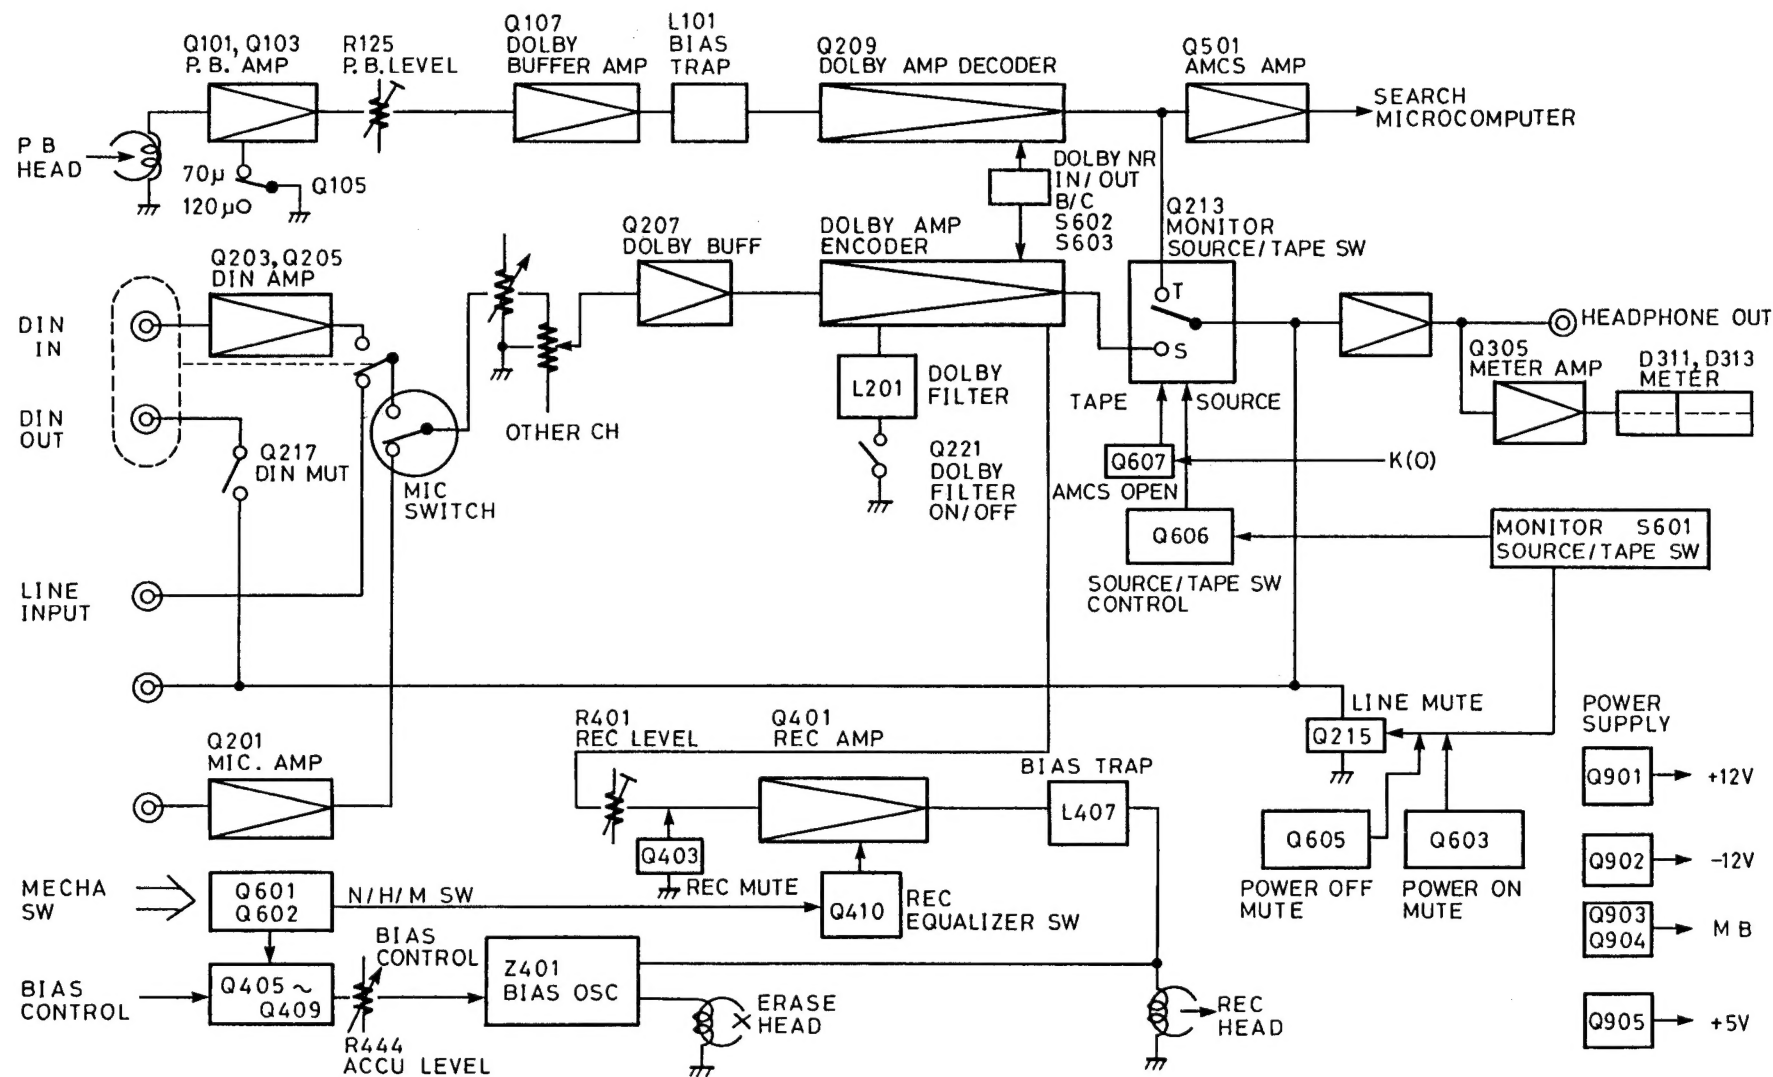 Q101, Q103
P.B. AMP
R125
P.B. LEVEL
Q107
DOLBY
BUFFER AMP
L101
BIAS
TRAP
Q209
DOLBY AMP DECODER
Q501
AMCS AMP
SEARCH
MICROCOMPUTER
P B
HEAD
70μ
120μ
Q105
DOLBY NR
IN/OUT
B/C
S602
S603
Q213
MONITOR
SOURCE/TAPE SW
Q203, Q205
DIN AMP
Q207
DOLBY BUFF
DOLBY AMP
ENCODER
T
S
DIN
IN
HEADPHONE OUT
Q305
METER AMP
D311, D313
METER
L201
DOLBY
FILTER
TAPE
SOURCE
DIN
OUT
OTHER CH
Q217
DIN MUT
MIC
SWITCH
Q221
DOLBY
FILTER
ON/OFF
Q607
K(O)
AMCS OPEN
Q606
MONITOR S601
SOURCE/TAPE SW
SOURCE/TAPE SW
CONTROL
LINE
INPUT
R401
REC LEVEL
Q401
REC AMP
LINE MUTE
Q215
POWER
SUPPLY
Q201
MIC. AMP
BIAS TRAP
L407
Q901
+12V
Q403
REC MUTE
Q605
Q603
POWER OFF
MUTE
POWER ON
MUTE
Q902
-12V
MECHA
SW
Q601
Q602
N/H/M SW
Q410
REC
EQUALIZER SW
Q903
Q904
M B
BIAS
CONTROL
BIAS
CONTROL
Q405~
Q409
R444
ACCU LEVEL
Z401
BIAS OSC
ERASE
HEAD
REC
HEAD
Q905
+5V